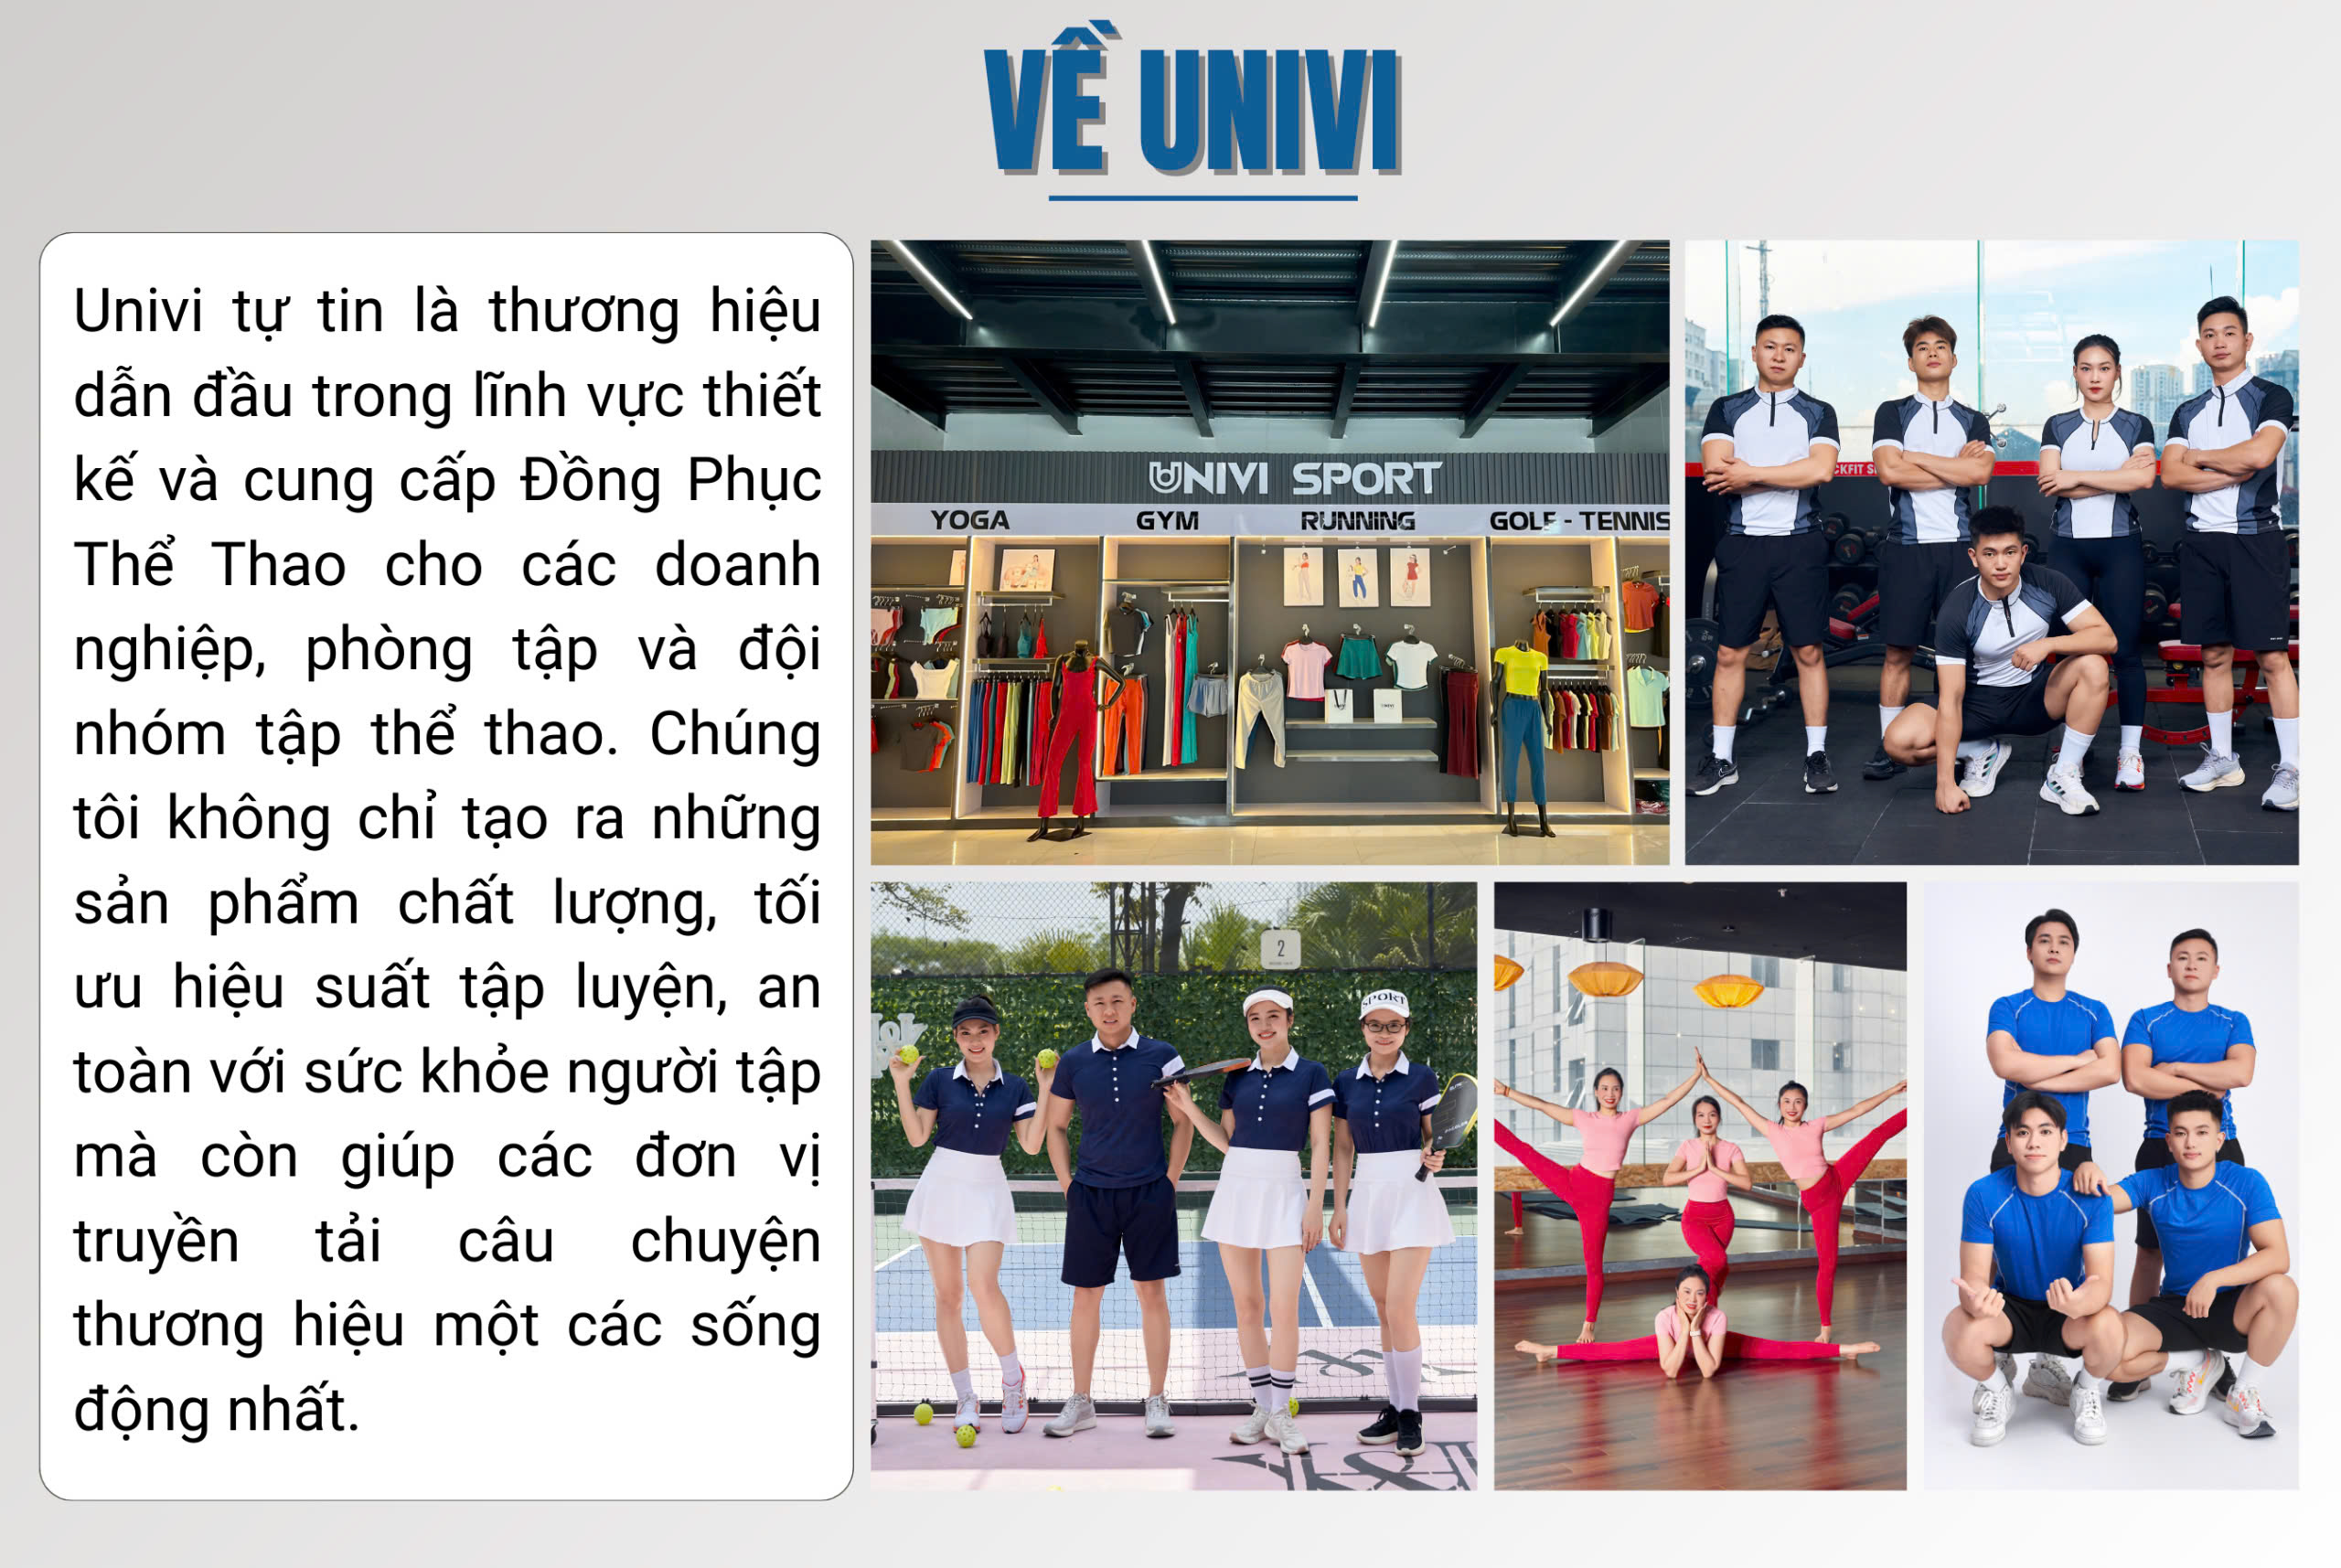 VỀ UNIVI
Univi tự tin là thương hiệu
dẫn đầu trong lĩnh vực thiết
kế và cung cấp Đồng Phục
Thể Thao cho các doanh
nghiệp, phòng tập và đội
nhóm tập thể thao. Chúng
tôi không chỉ tạo ra những
sản phẩm chất lượng, tối
ưu hiệu suất tập luyện, an
toàn với sức khỏe người tập
mà còn giúp các đơn vị
truyền tải câu chuyện
thương hiệu một các sống
động nhất.
UNIVI SPORT
YOGA GYM RUNNING GOLF - TENNIS
CKFIT S
2
SPORT